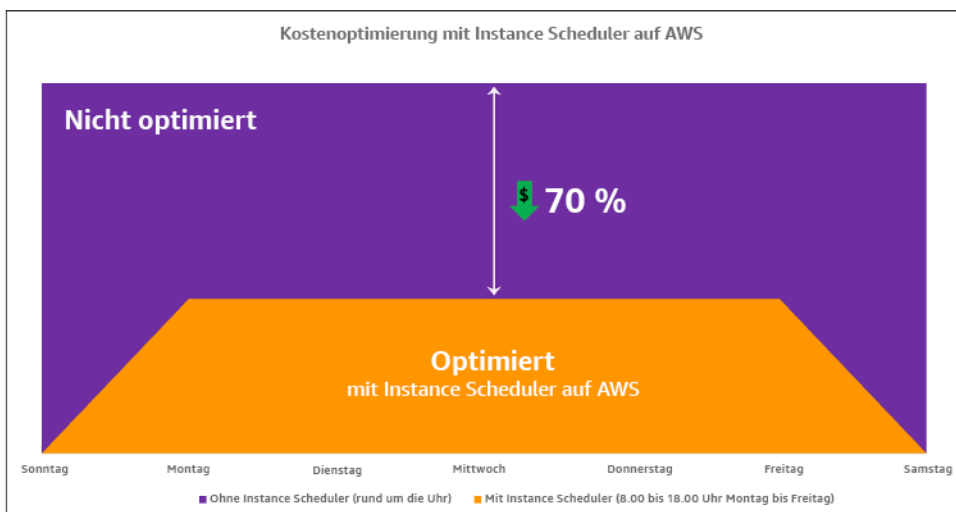 Kostenoptimierung mit Instance Scheduler auf AWS
Nicht optimiert
$ 70 %
Optimiert
mit Instance Scheduler auf AWS
Sonntag Montag Dienstag Mittwoch Donnerstag Freitag Samstag
Ohne Instance Scheduler (rund um die Uhr) Mit Instance Scheduler (8.00 bis 18.00 Uhr Montag bis Freitag)